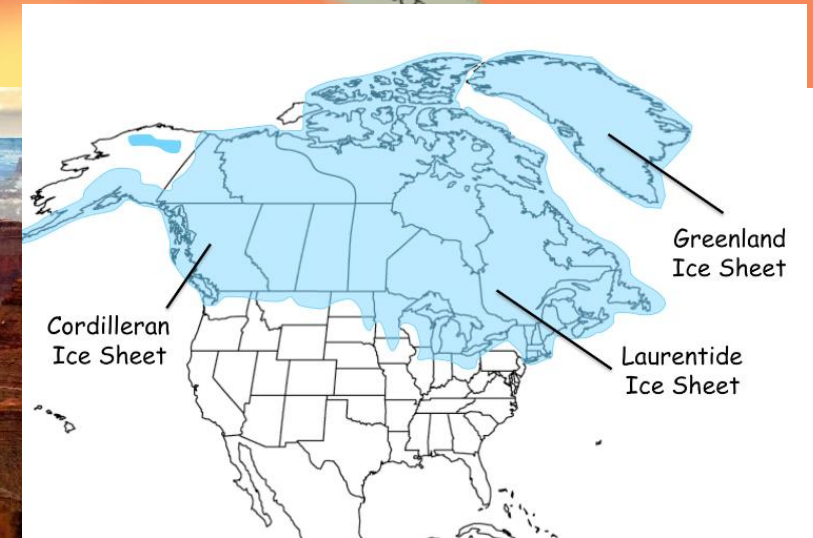 Greenland
Ice Sheet
Cordilleran
Ice Sheet
Laurentide
Ice Sheet